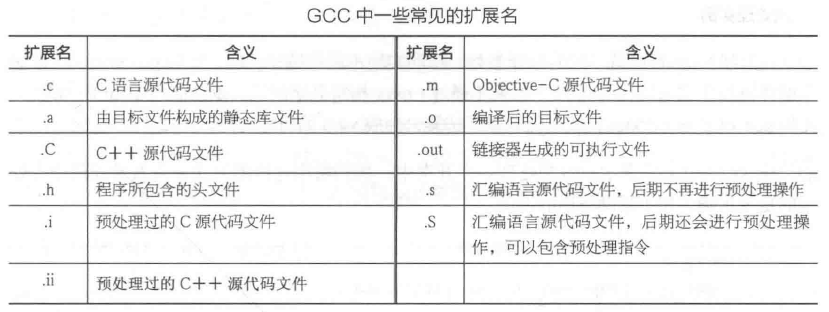 GCC 中一些常见的扩展名
扩展名 含义 扩展名 含义
.c C 语言源代码文件 .m Objective-C 源代码文件
.a 由目标文件构成的静态库文件 .o 编译后的目标文件
.C C++ 源代码文件 .out 链接器生成的可执行文件
.h 程序所包含的头文件 .s 汇编语言源代码文件，后期不再进行预处理操作
.i 预处理过的 C 源代码文件 .S 汇编语言源代码文件，后期还会进行预处理操
作，可以包含预处理指令
.ii 预处理过的 C++ 源代码文件